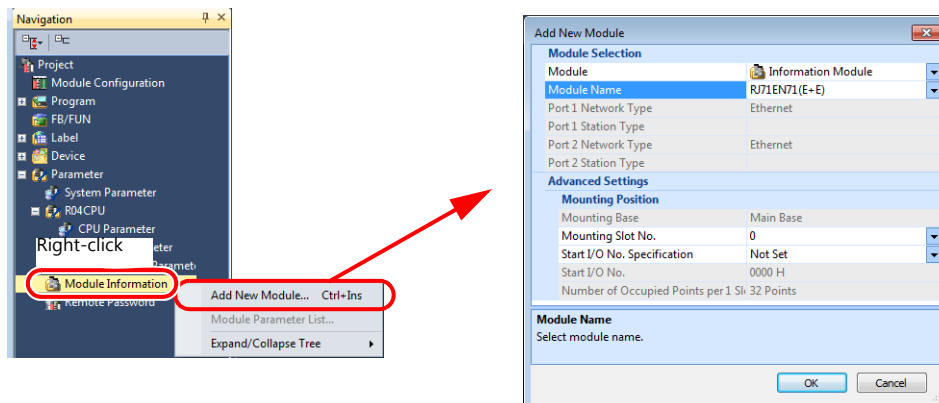 Navigation
Project
Module Configuration
Program
FB/FUN
Label
Device
Parameter
System Parameter
R04CPU
CPU Parameter
Right-click
eter
Paramet
Module Information
Add New Module... Ctrl+Ins
Remote Password
Module Parameter List...
Expand/Collapse Tree
Add New Module
Module Selection
Module Information Module
Module Name RJ71EN71(E+E)
Port 1 Network Type Ethernet
Port 1 Station Type
Port 2 Network Type Ethernet
Port 2 Station Type
Advanced Settings
Mounting Position
Mounting Base Main Base
Mounting Slot No. 0
Start I/O No. Specification Not Set
Start I/O No. 0000 H
Number of Occupied Points per 1 Sl 32 Points
Module Name
Select module name.
OK Cancel